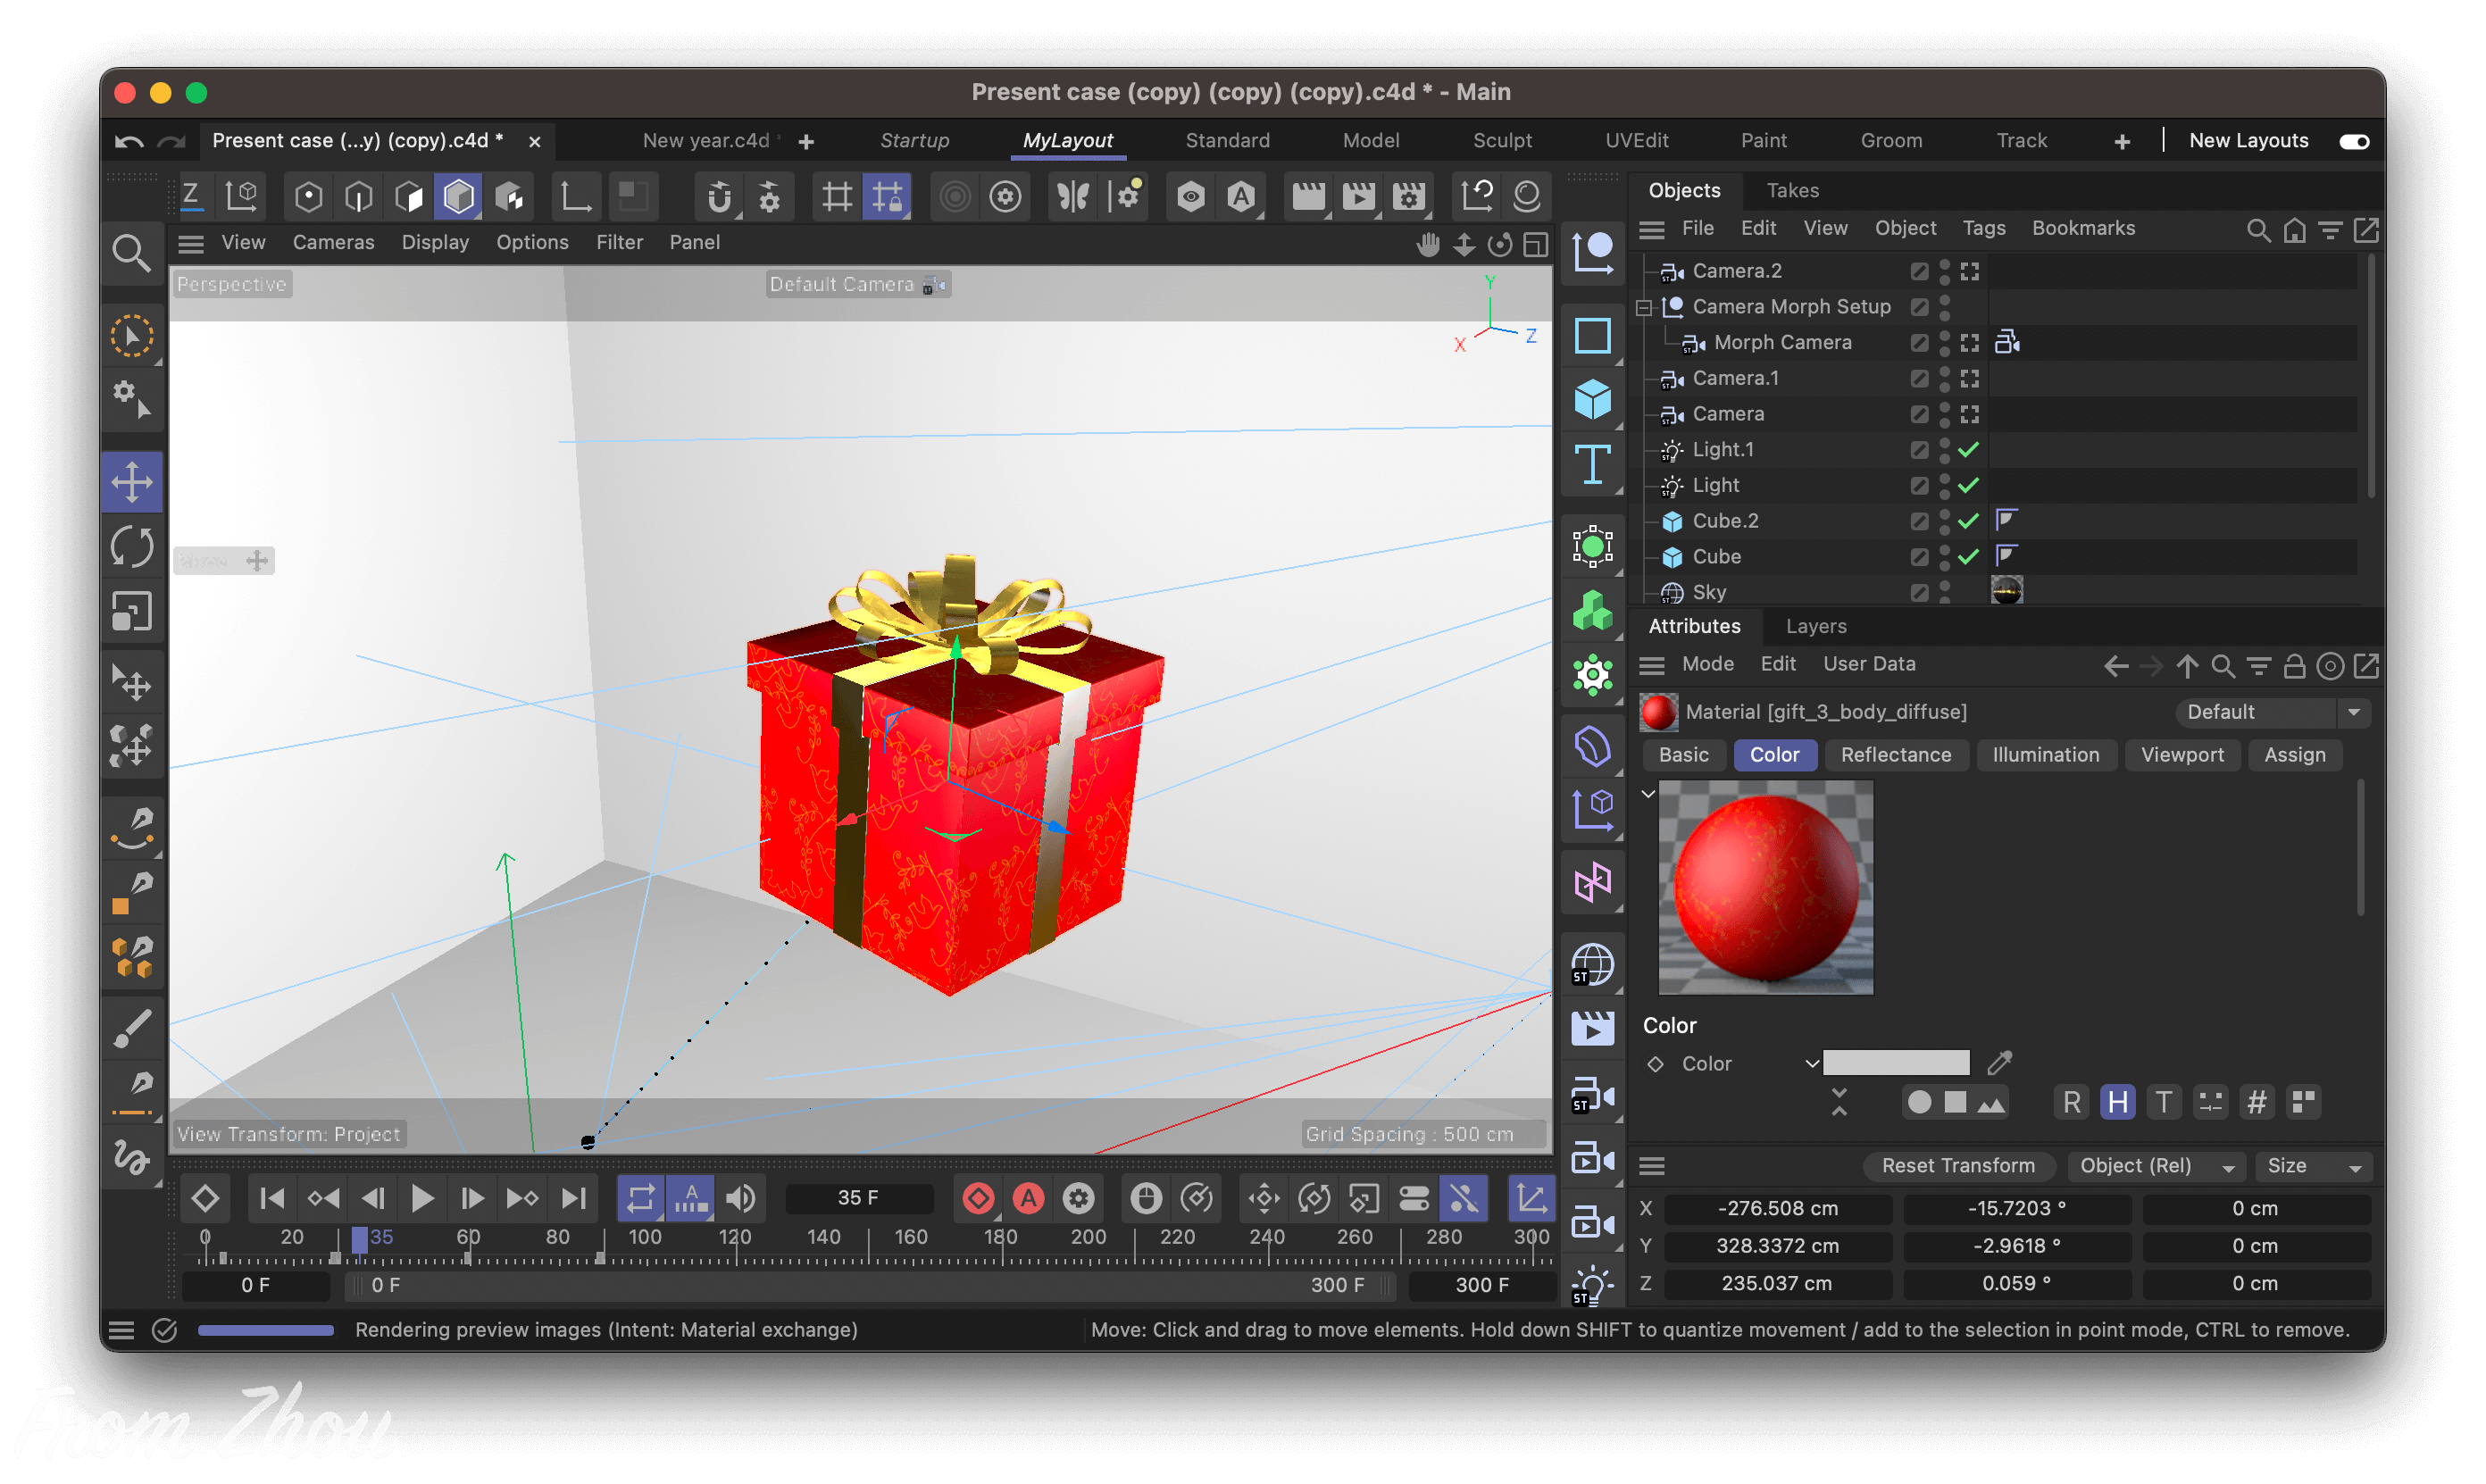 Present case (copy) (copy) (copy).c4d * - Main
Present case (...y) (copy).c4d *
New year.c4d *
Startup
MyLayout
Standard
Model
Sculpt
UVEdit
Paint
Groom
Track
New Layouts
Z
A
View
Cameras
Display
Options
Filter
Panel
Perspective
Default Camera
Y
X
Z
View Transform: Project
Grid Spacing : 500 cm
Objects
Takes
File
Edit
View
Object
Tags
Bookmarks
Camera.2
Camera Morph Setup
Morph Camera
Camera.1
Camera
Light.1
Light
Cube.2
Cube
Sky
Attributes
Layers
Mode
Edit
User Data
Material [gift_3_body_diffuse]
Default
Basic
Color
Reflectance
Illumination
Viewport
Assign
Color
Color
R
H
T
#
Reset Transform
Object (Rel)
Size
X
-276.508 cm
-15.7203 °
0 cm
Y
328.3372 cm
-2.9618 °
0 cm
Z
235.037 cm
0.059 °
0 cm
A
35 F
A
0
20
35
60
80
100
120
140
160
180
200
220
240
260
280
300
0 F
0 F
300 F
300 F
ST
ST
ST
Rendering preview images (Intent: Material exchange)
Move: Click and drag to move elements. Hold down SHIFT to quantize movement / add to the selection in point mode, CTRL to remove.
From Zhou